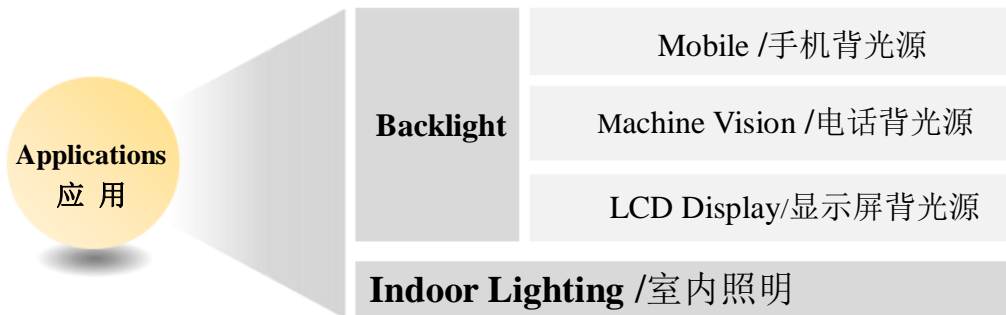 Applications
应 用
Backlight
Mobile /手机背光源
Machine Vision /电话背光源
LCD Display/显示屏背光源
Indoor Lighting /室内照明